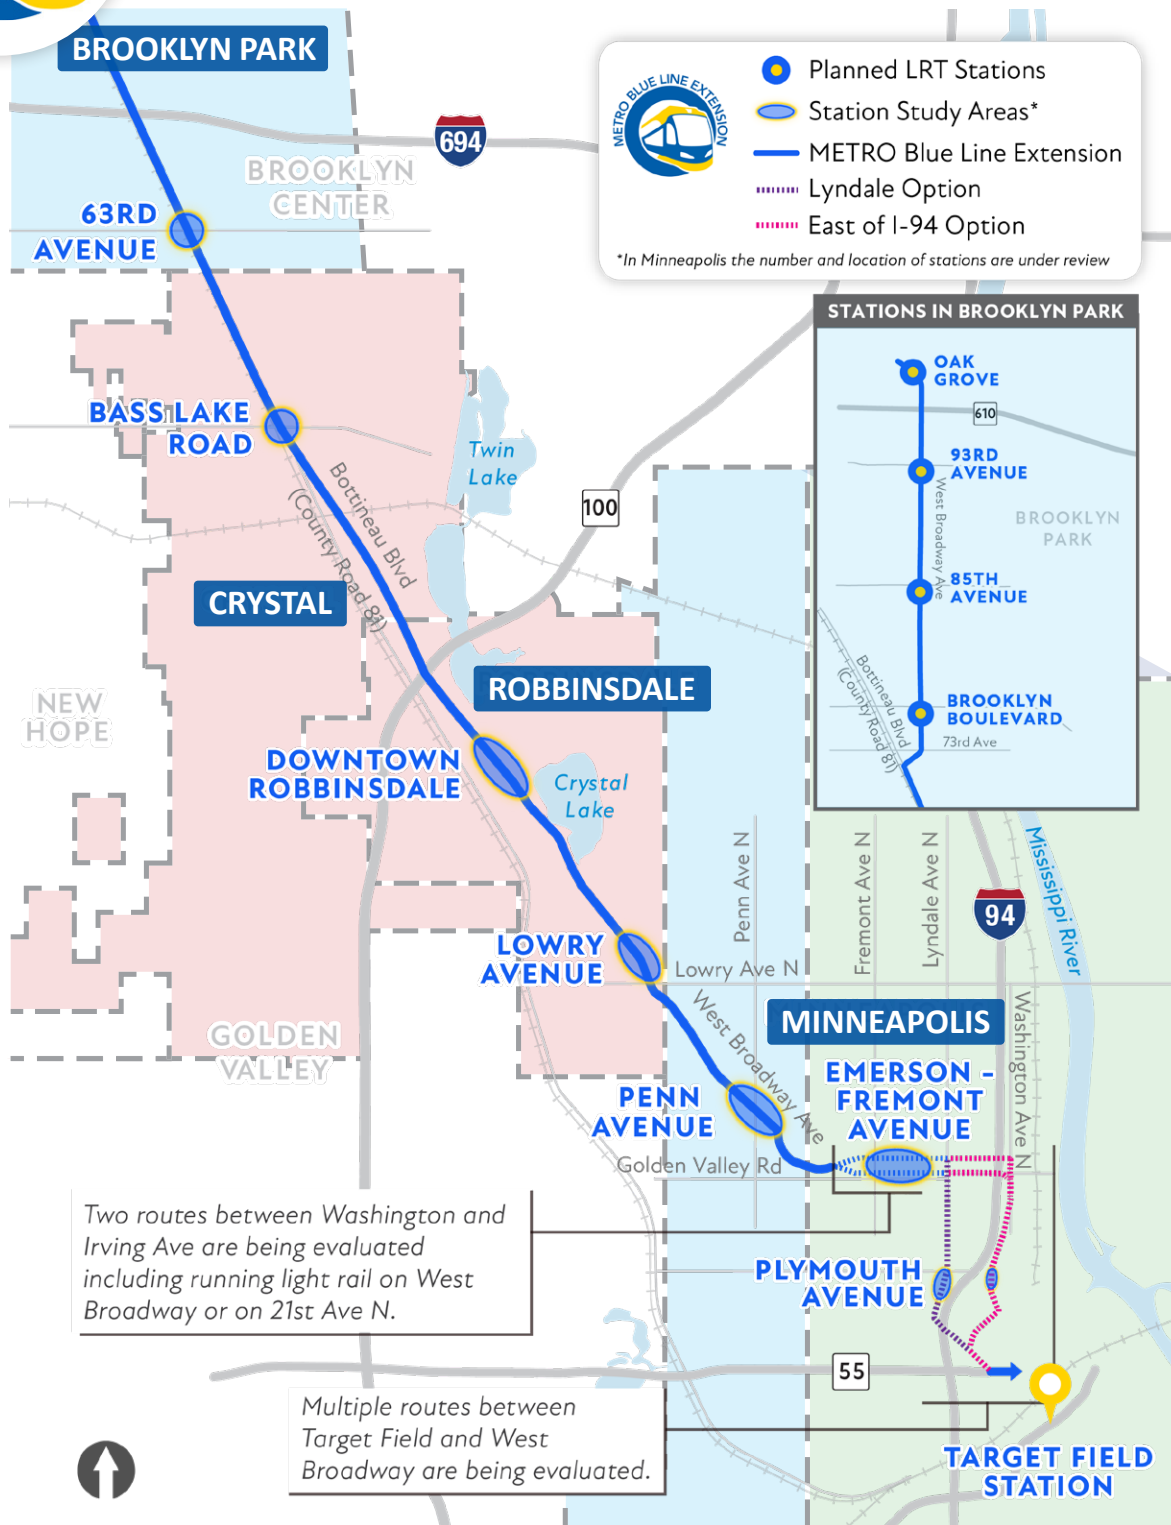 BROOKLYN PARK
METRO BLUE LINE EXTENSION
Planned LRT Stations
Station Study Areas*
METRO Blue Line Extension
Lyndale Option
East of I-94 Option
*In Minneapolis the number and location of stations are under review
694
BROOKLYN
CENTER
63RD
AVENUE
STATIONS IN BROOKLYN PARK
OAK
GROVE
610
93RD
AVENUE
West Broadway Ave
BROOKLYN
PARK
85TH
AVENUE
Bottineau Blvd
(County Road 81)
BROOKLYN
BOULEVARD
73rd Ave
BASS LAKE
ROAD
Twin
Lake
Bottineau Blvd
(County Road 81)
100
CRYSTAL
ROBBINSDALE
NEW
HOPE
DOWNTOWN
ROBBINSDALE
Crystal
Lake
Penn Ave N
Fremont Ave N
Lyndale Ave N
94
Mississippi River
LOWRY
AVENUE
Lowry Ave N
West Broadway Ave
MINNEAPOLIS
Washington Ave N
GOLDEN
VALLEY
EMERSON –
FREMONT
AVENUE
PENN
AVENUE
Golden Valley Rd
Two routes between Washington and
Irving Ave are being evaluated
including running light rail on West
Broadway or on 21st Ave N.
PLYMOUTH
AVENUE
55
Multiple routes between
Target Field and West
Broadway are being evaluated.
TARGET FIELD
STATION